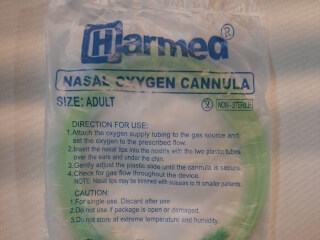 Harmed®
NASAL OXYGEN CANNULA
SIZE: ADULT
NON-STERILE
DIRECTION FOR USE:
1.Attach the oxygen supply tubing to the gas source and
set the oxygen to the prescribed flow.
2.Insert the nasal tips into the nostrils with the two plastic tubes
over the ears and under the chin.
3.Gently adjust the plastic slide until the cannula is secure.
4.Check for gas flow throughout the device.
NOTE: Nasal tips may be trimmed with scissors to fit smaller patients.
CAUTION:
1.For single use. Discard after use
2.Do not use if package is open or damaged.
3.Do not store at extreme temperature and humidity.